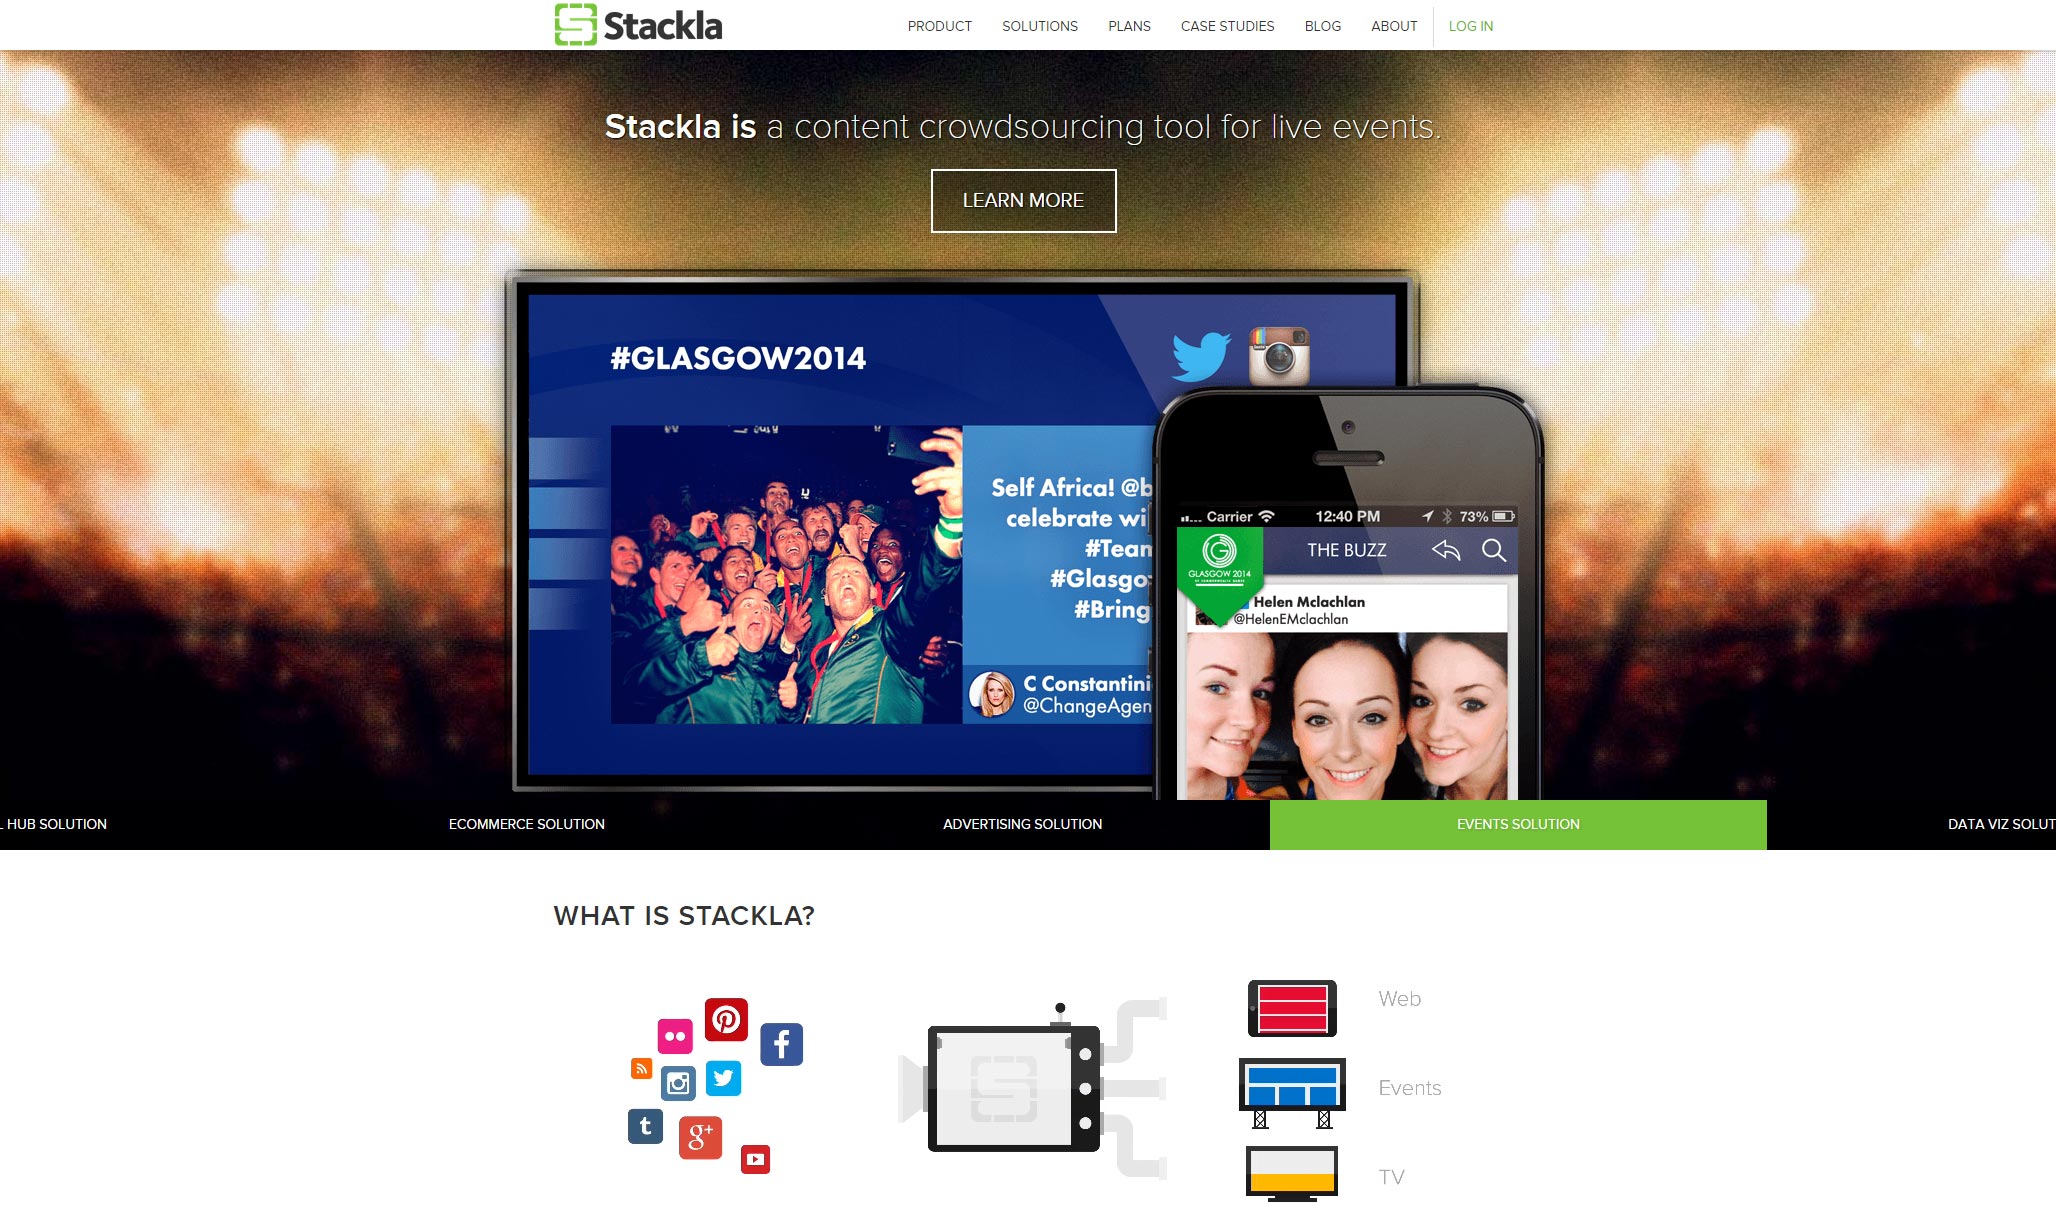 Stackla
PRODUCT
SOLUTIONS
PLANS
CASE STUDIES
BLOG
ABOUT
LOG IN
Stackla is a content crowdsourcing tool for live events.
LEARN MORE
#GLASGOW2014
Self Africa! @b
celebrate wi
#Team
#Glasgo
#Bring
C Constantini
@ChangeAgen
Carrier
12:40 PM
73%
GLASGOW 2014
THE BUZZ
Helen Mclachlan
@HelenEMclachlan
L HUB SOLUTION
ECOMMERCE SOLUTION
ADVERTISING SOLUTION
EVENTS SOLUTION
DATA VIZ SOLUT
WHAT IS STACKLA?
Web
Events
TV